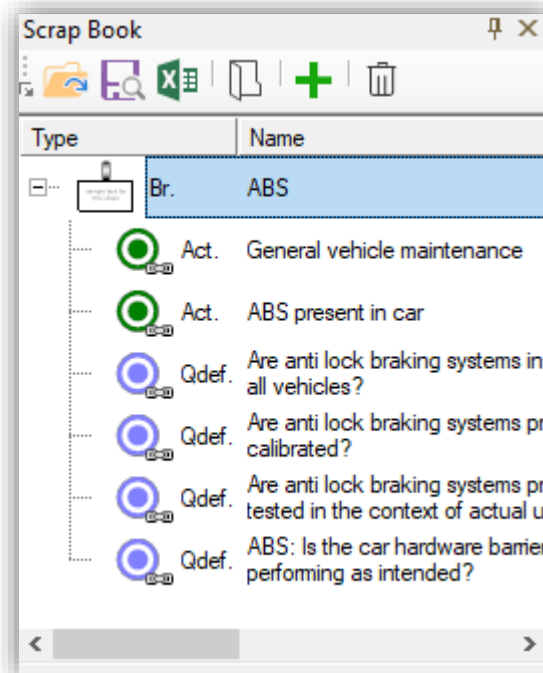 Scrap Book
Type Name
Br. ABS
Act. General vehicle maintenance
Act. ABS present in car
Qdef. Are anti lock braking systems in
all vehicles?
Qdef. Are anti lock braking systems pr
calibrated?
Qdef. Are anti lock braking systems pr
tested in the context of actual u
Qdef. ABS: Is the car hardware barrier
performing as intended?